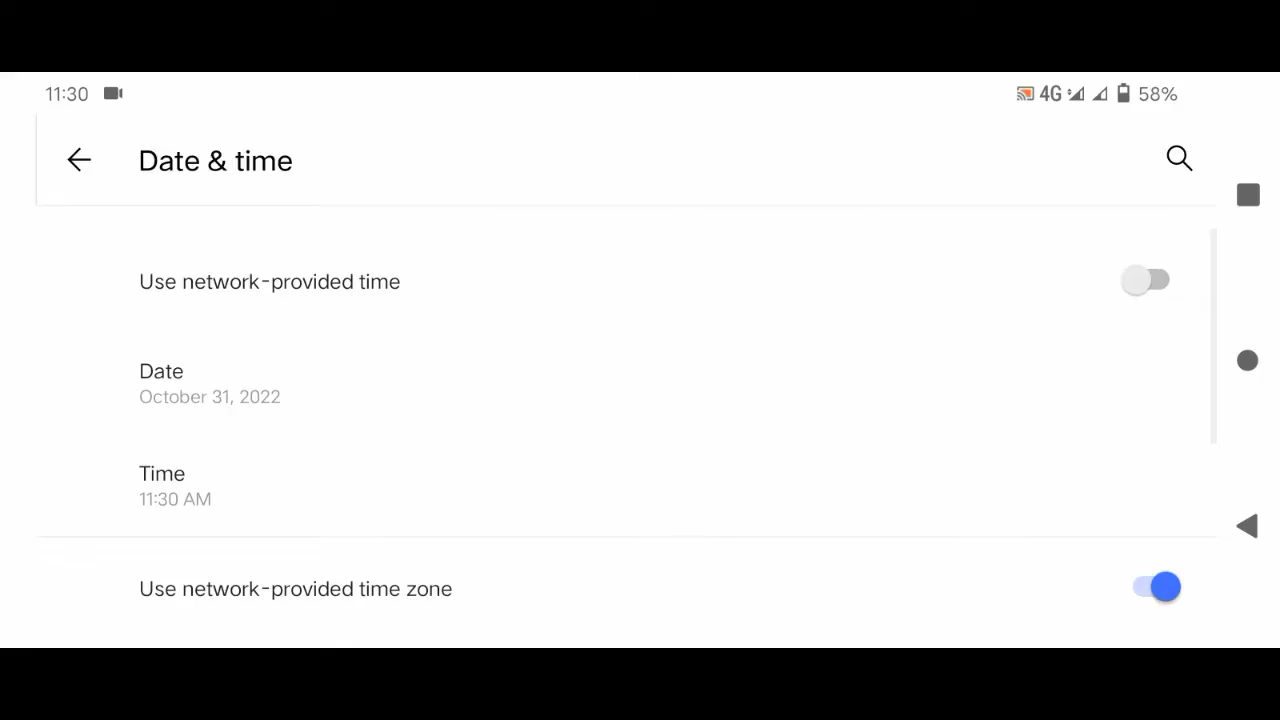 11:30
4G 58%
Date & time
Use network-provided time
Date
October 31, 2022
Time
11:30 AM
Use network-provided time zone